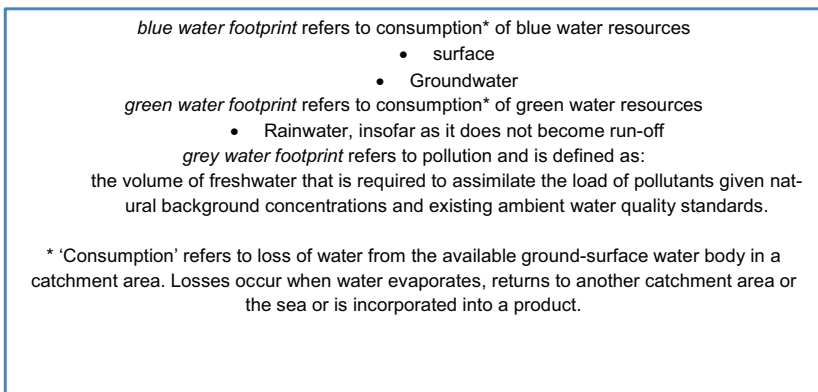 blue water footprint refers to consumption* of blue water resources
• surface
• Groundwater
green water footprint refers to consumption* of green water resources
• Rainwater, insofar as it does not become run-off
grey water footprint refers to pollution and is defined as:
the volume of freshwater that is required to assimilate the load of pollutants given nat-
ural background concentrations and existing ambient water quality standards.
* 'Consumption' refers to loss of water from the available ground-surface water body in a
catchment area. Losses occur when water evaporates, returns to another catchment area or
the sea or is incorporated into a product.